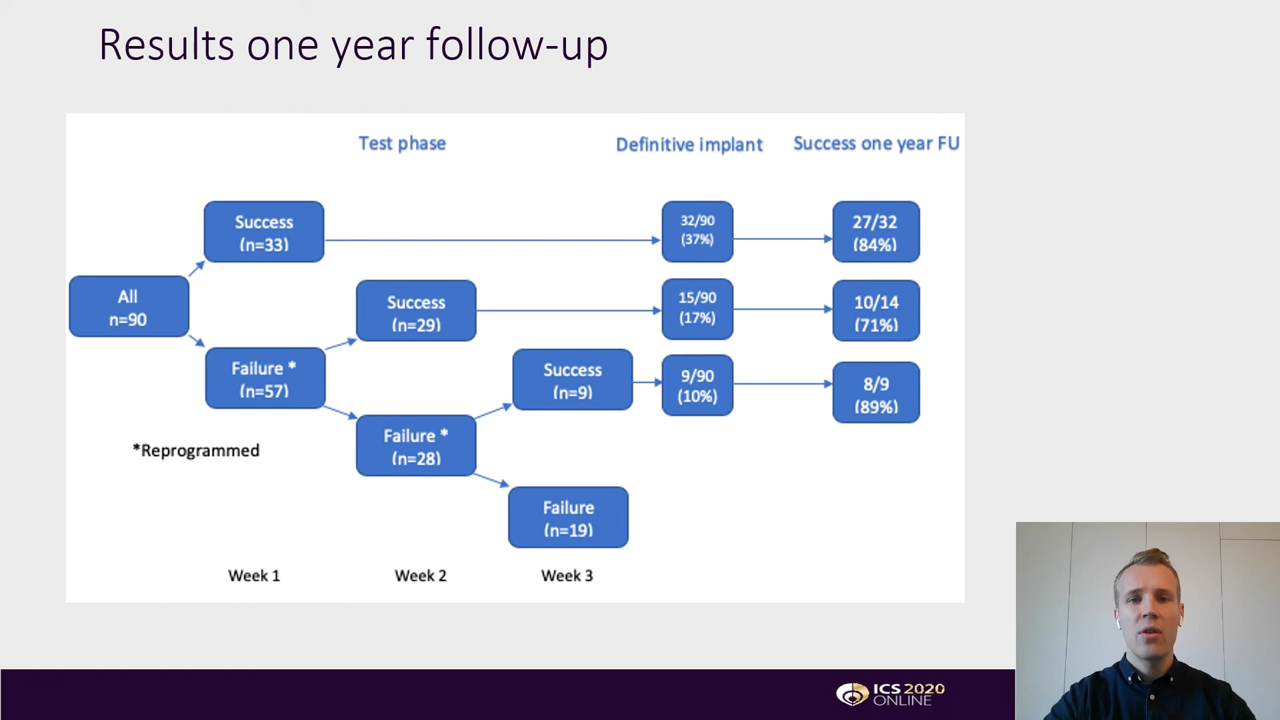 Results one year follow-up
Test phase
Definitive implant
Success one year FU
Success
(n=33)
32/90
(37%)
27/32
(84%)
All
n=90
Success
(n=29)
15/90
(17%)
10/14
(71%)
Failure *
(n=57)
Success
(n=9)
9/90
(10%)
8/9
(89%)
*Reprogrammed
Failure *
(n=28)
Failure
(n=19)
Week 1
Week 2
Week 3
ICS 2020
ONLINE